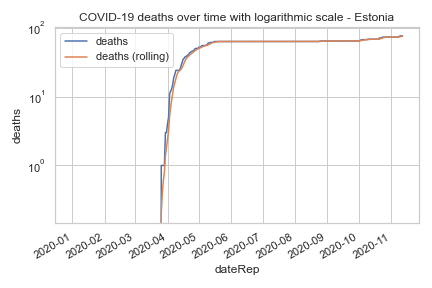 COVID-19 deaths over time with logarithmic scale - Estonia
deaths
deaths (rolling)
10²
10¹
10⁰
deaths
2020-01
2020-02
2020-03
2020-04
2020-05
2020-06
2020-07
2020-08
2020-09
2020-10
2020-11
dateRep